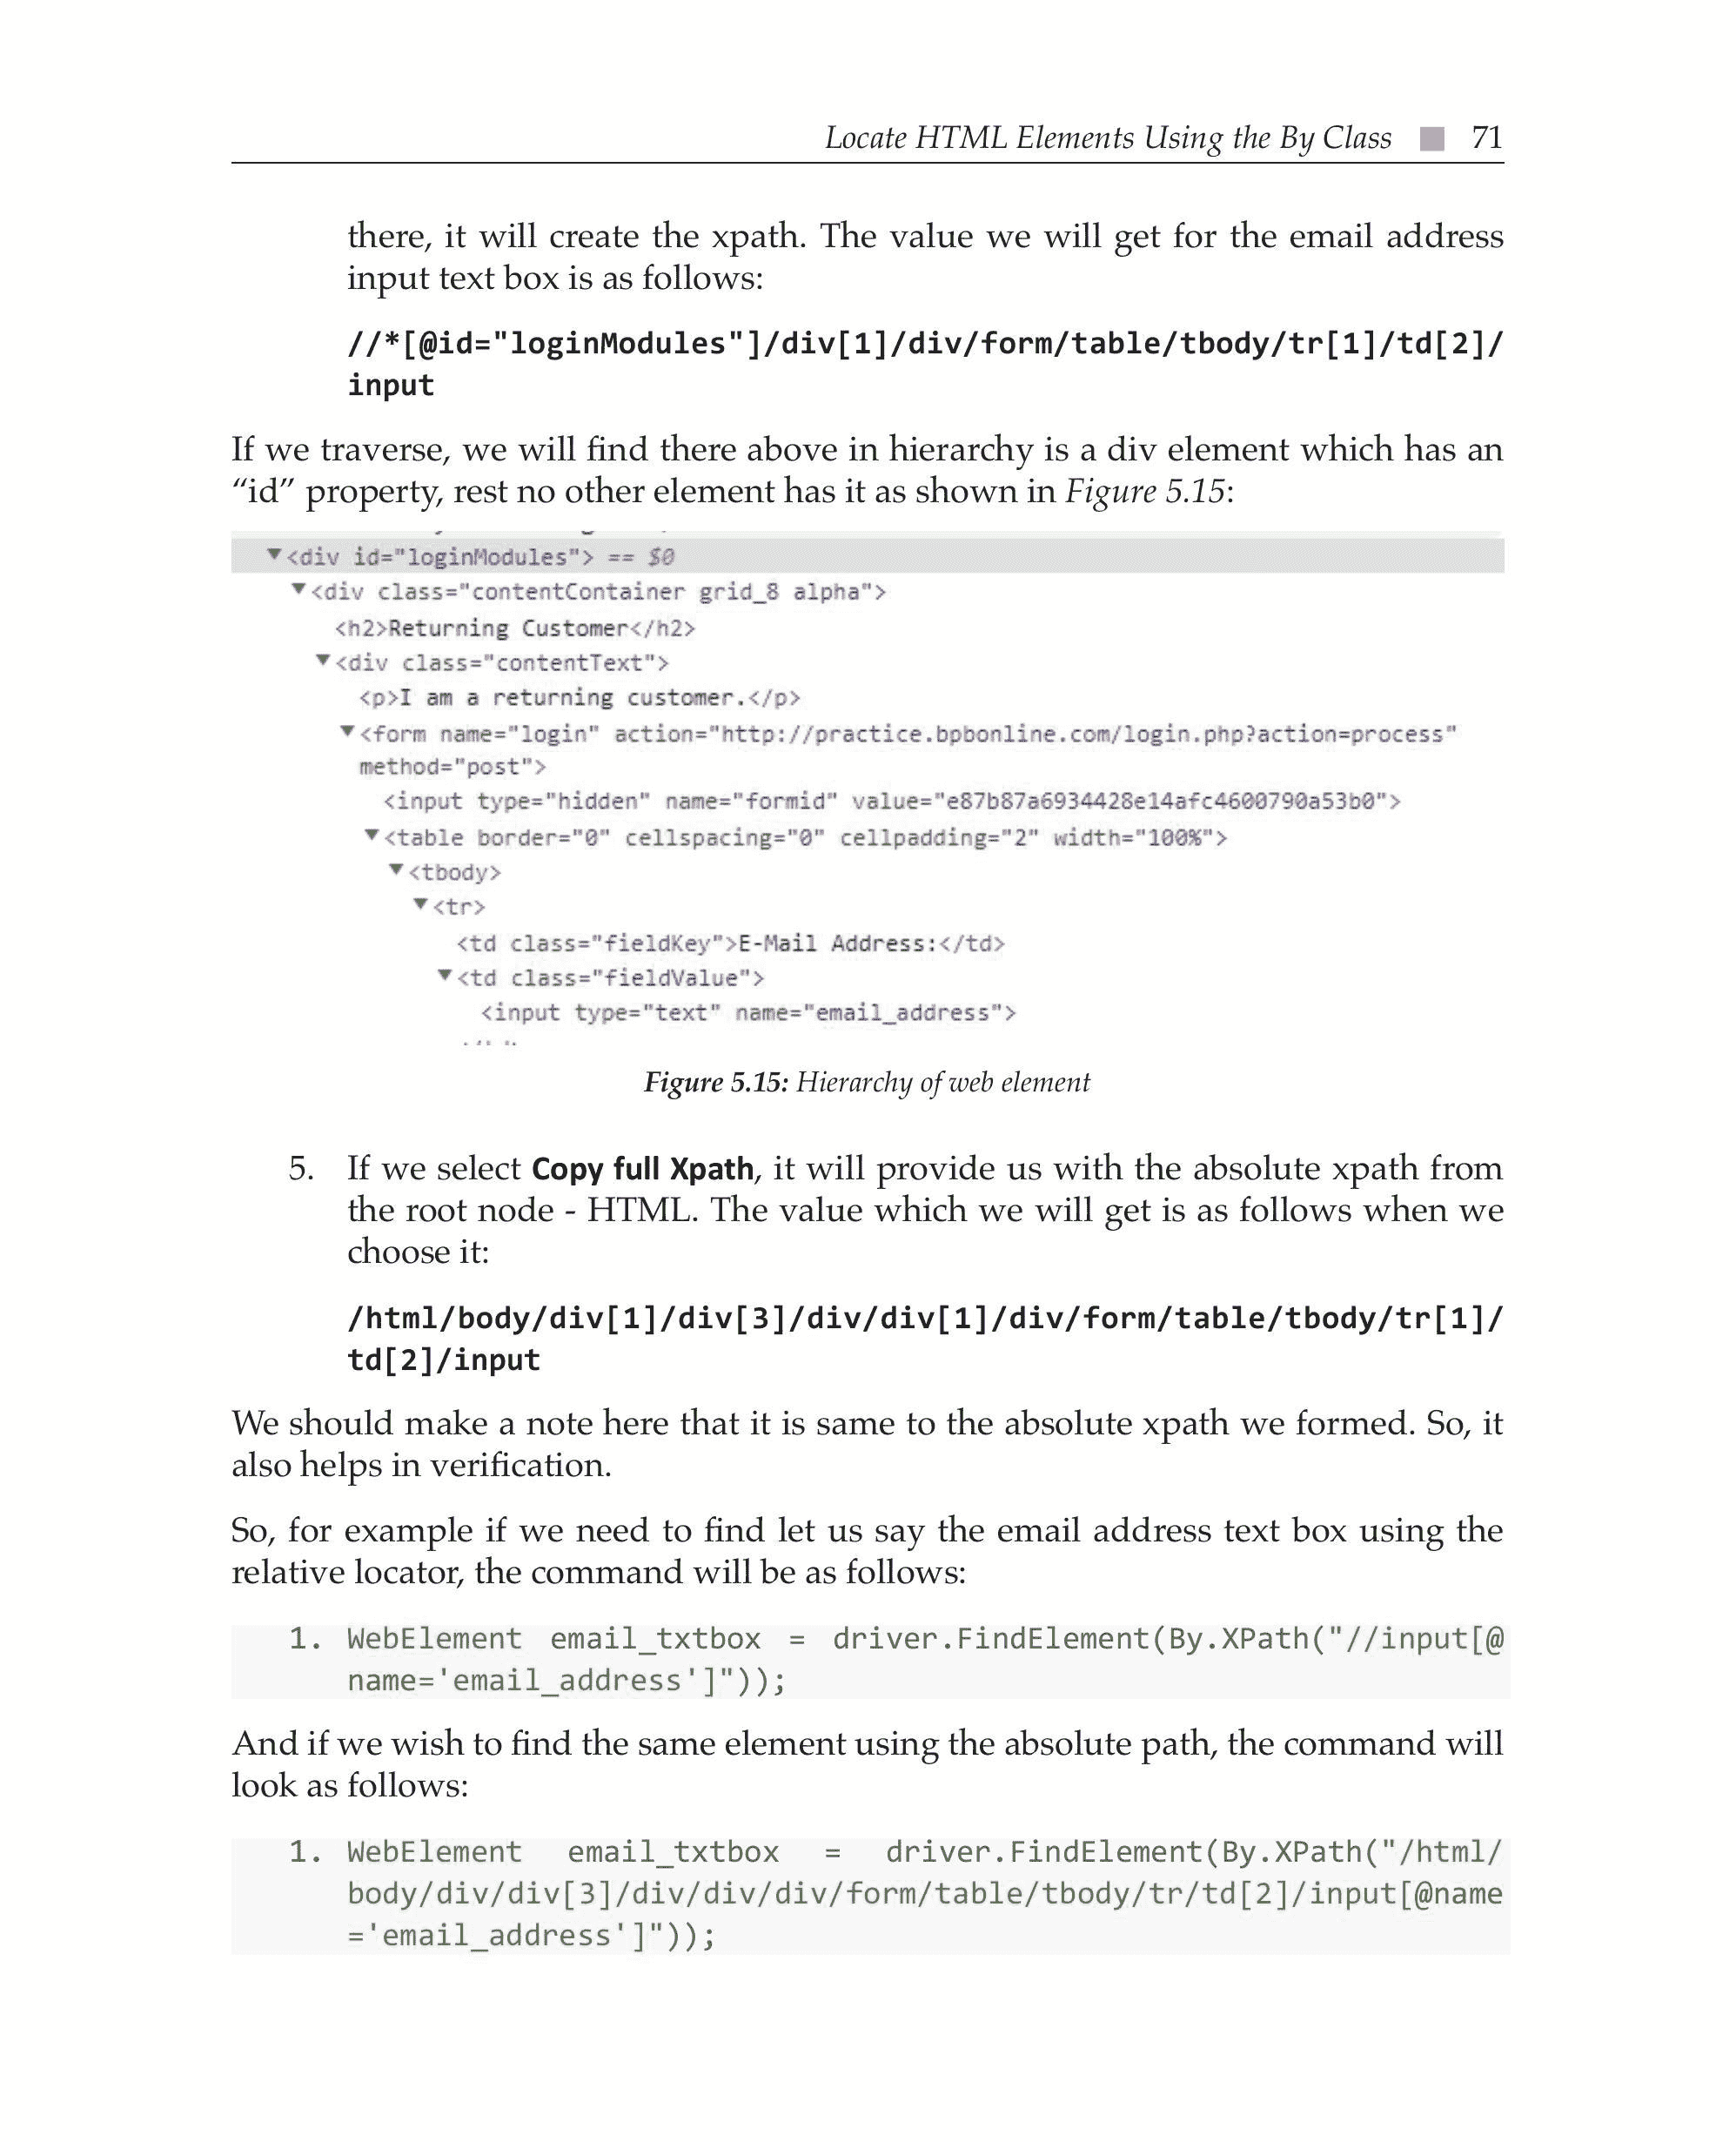 Locate HTML Elements Using the By Class 71
there, it will create the xpath. The value we will get for the email address
input text box is as follows:
//*[@id="loginModules"]/div[1]/div/form/table/tbody/tr[1]/td[2]/
input
If we traverse, we will find there above in hierarchy is a div element which has an
“id” property, rest no other element has it as shown in Figure 5.15:
▼<div id="loginModules"> == $0
▼<div class="contentContainer grid_8 alpha">
<h2>Returning Customer</h2>
▼<div class="contentText">
<p>I am a returning customer.</p>
▼<form name="login" action="http://practice.bpbonline.com/login.php?action=process"
method="post">
<input type="hidden" name="formid" value="e87b87a6934428e14afc4600790a53b0">
▼<table border="0" cellspacing="0" cellpadding="2" width="100%">
▼<tbody>
▼<tr>
<td class="fieldKey">E-Mail Address:</td>
▼<td class="fieldValue">
<input type="text" name="email_address">
Figure 5.15: Hierarchy of web element
5. If we select Copy full Xpath, it will provide us with the absolute xpath from
the root node - HTML. The value which we will get is as follows when we
choose it:
/html/body/div[1]/div[3]/div/div[1]/div/form/table/tbody/tr[1]/
td[2]/input
We should make a note here that it is same to the absolute xpath we formed. So, it
also helps in verification.
So, for example if we need to find let us say the email address text box using the
relative locator, the command will be as follows:
1. WebElement email_txtbox = driver.FindElement(By.XPath("//input[@
name='email_address']"));
And if we wish to find the same element using the absolute path, the command will
look as follows:
1. WebElement email_txtbox = driver.FindElement(By.XPath("/html/
body/div/div[3]/div/div/div/form/table/tbody/tr/td[2]/input[@name
='email_address']"));